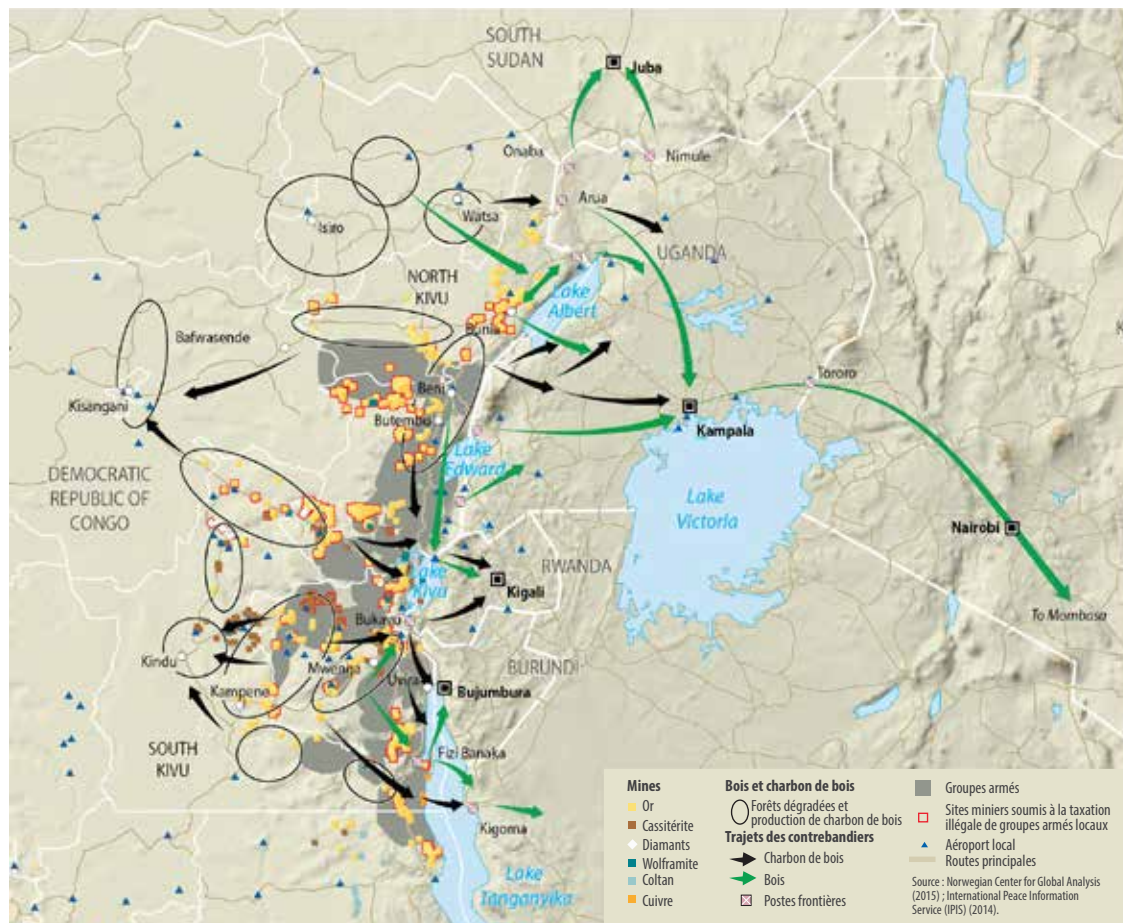 SOUTH
SUDAN
Juba
Onaba
Nimule
Arua
Watsa
Isiro
UGANDA
NORTH
KIVU
Lake
Albert
Bunia
Bafwasende
Tororo
Beni
Kisangani
Butembo
Kampala
Lake
Edward
DEMOCRATIC
REPUBLIC OF
CONGO
Lake
Victoria
Nairobi
RWANDA
Lake
Kivu
Kigali
To Mombasa
Bukavu
Kindu
Mwenga
BURUNDI
Kampene
Uvira
Bujumbura
SOUTH
KIVU
Fizi Banaka
Kigoma
Lake
Tanganyika
Mines
Or
Cassitérite
Diamants
Wolframite
Coltan
Cuivre
Bois et charbon de bois
Forêts dégradées et
production de charbon de bois
Trajets des contrebandiers
Charbon de bois
Bois
Postes frontières
Groupes armés
Sites miniers soumis à la taxation
illégale de groupes armés locaux
Aéroport local
Routes principales
Source : Norwegian Center for Global Analysis
(2015) ; International Peace Information
Service (IPIS) (2014).